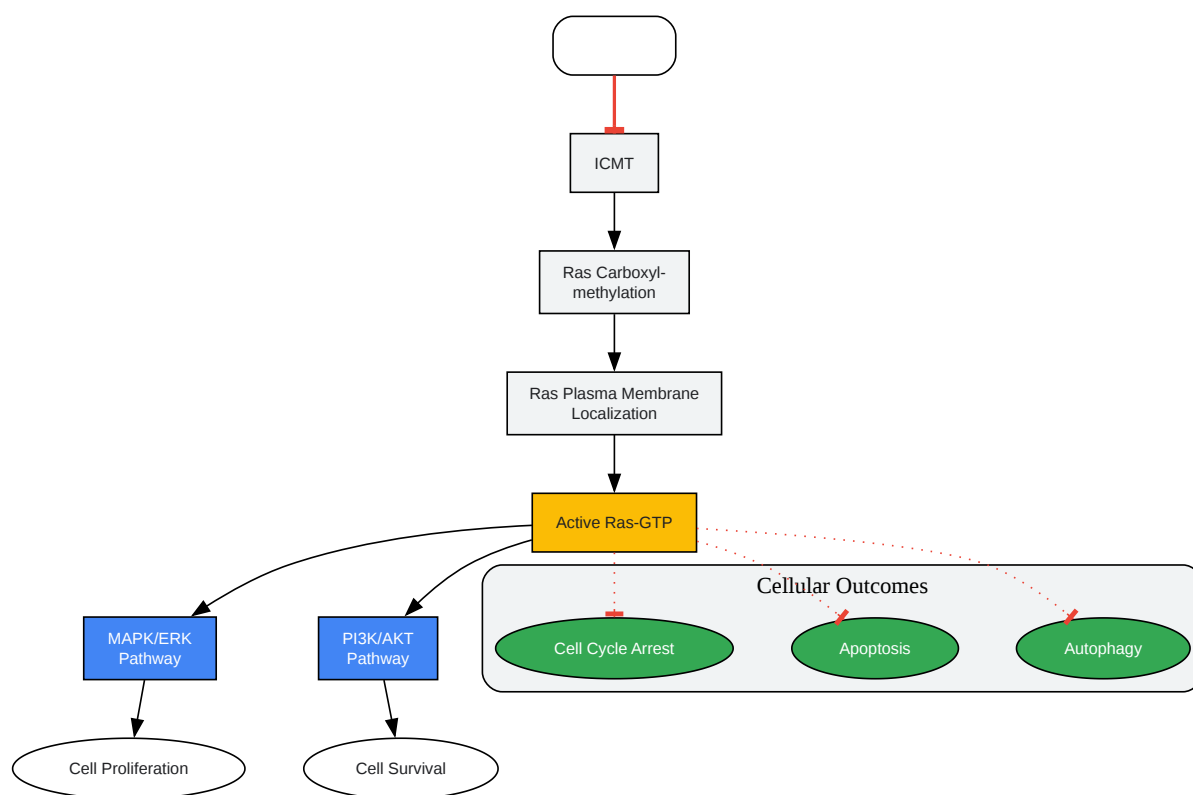 ICMT
Ras Carboxyl-
methylation
Ras Plasma Membrane
Localization
Active Ras-GTP
Cellular Outcomes
MAPK/ERK
Pathway
PI3K/AKT
Pathway
Cell Cycle Arrest
Apoptosis
Autophagy
Cell Proliferation
Cell Survival